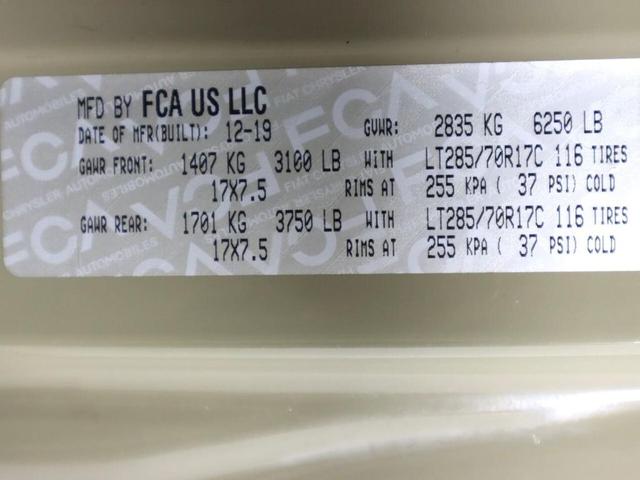 MFD BY FCA US LLC
DATE OF MFR(BUILT): 12-19 GVWR: 2835 KG 6250 LB
GAWR FRONT: 1407 KG 3100 LB WITH LT285/70R17C 116 TIRES
17X7.5 RIMS AT 255 KPA ( 37 PSI) COLD
GAWR REAR: 1701 KG 3750 LB WITH LT285/70R17C 116 TIRES
17X7.5 RIMS AT 255 KPA ( 37 PSI) COLD